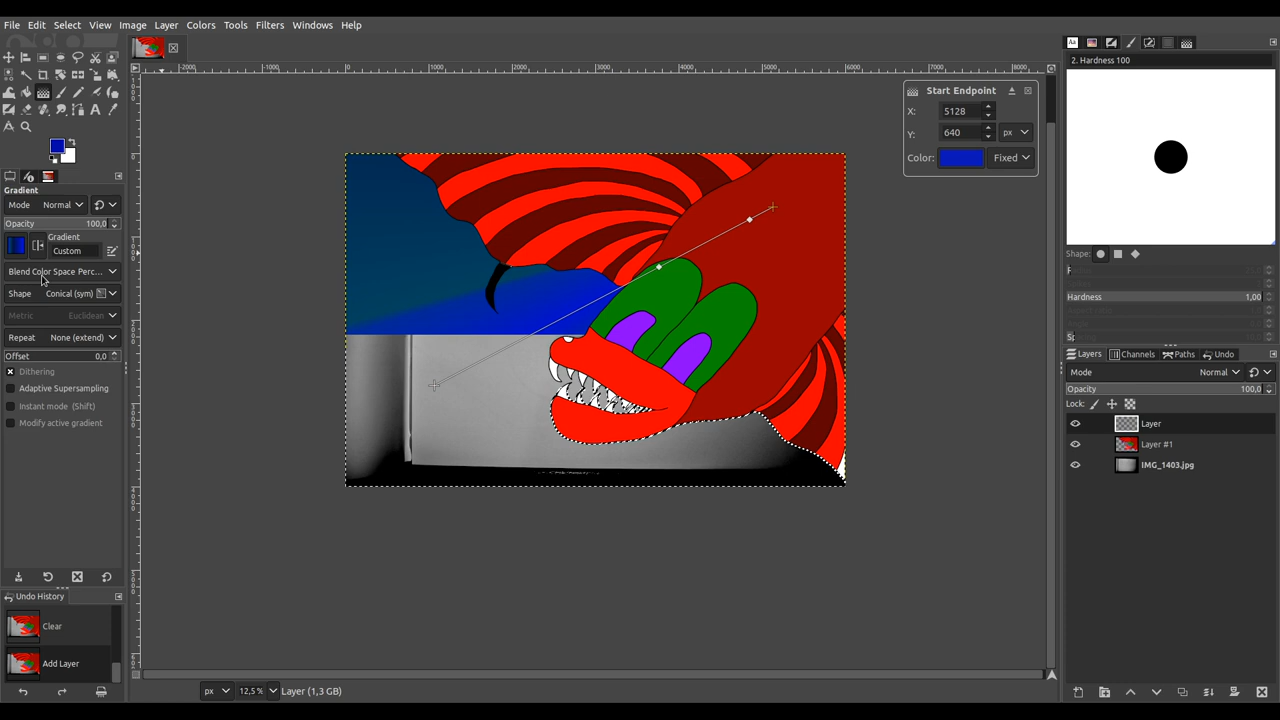 File Edit Select View Image Layer Colors Tools Filters Windows Help
2. Hardness 100
Start Endpoint
X: 5128
Y: 640 px
Color: Fixed
Gradient
Mode Normal
Opacity 100,0
Gradient
Custom
Blend Color Space Perc...
Shape Conical (sym)
Metric Euclidean
Repeat None (extend)
Offset 0,0
Dithering
Adaptive Supersampling
Instant mode (Shift)
Modify active gradient
Shape:
Hardness 1,00
Layers Channels Paths Undo
Mode Normal
Opacity 100,0
Lock:
Layer
Layer #1
IMG_1403.jpg
Undo History
Clear
Add Layer
px 12,5 % Layer (1,3 GB)